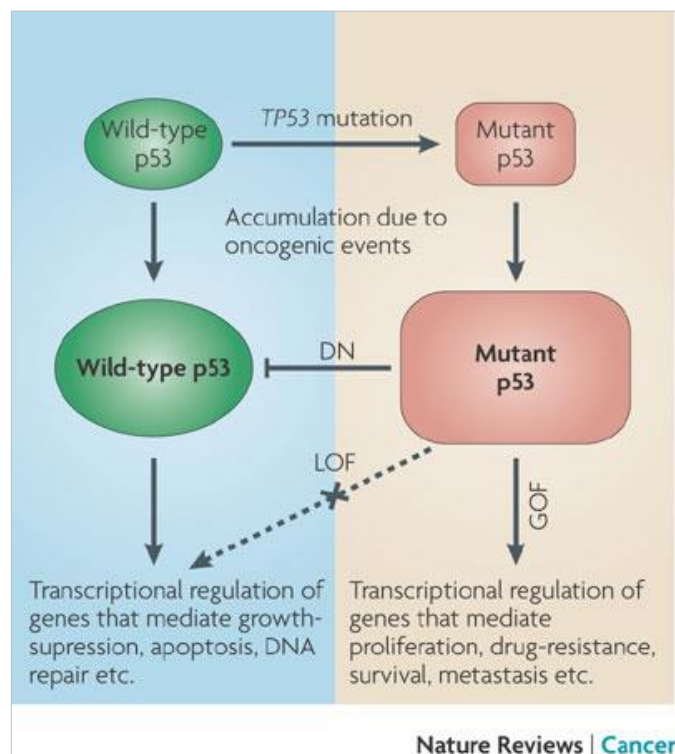 Wild-type
p53
TP53 mutation
Mutant
p53
Accumulation due to
oncogenic events
Wild-type p53
DN
Mutant
p53
LOF
GOF
Transcriptional regulation of
genes that mediate growth-
supression, apoptosis, DNA
repair etc.
Transcriptional regulation of
genes that mediate
proliferation, drug-resistance,
survival, metastasis etc.
Nature Reviews | Cancer